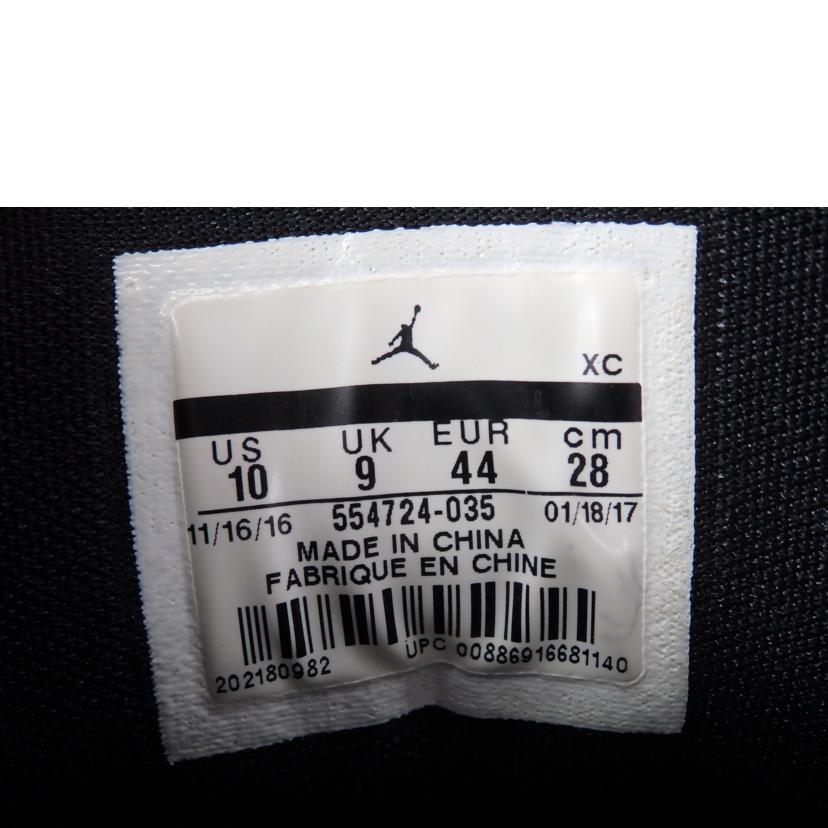 XC
US UK EUR cm
10 9 44 28
11/16/16 554724-035 01/18/17
MADE IN CHINA
FABRIQUE EN CHINE
202180982 UPC 00886916681140